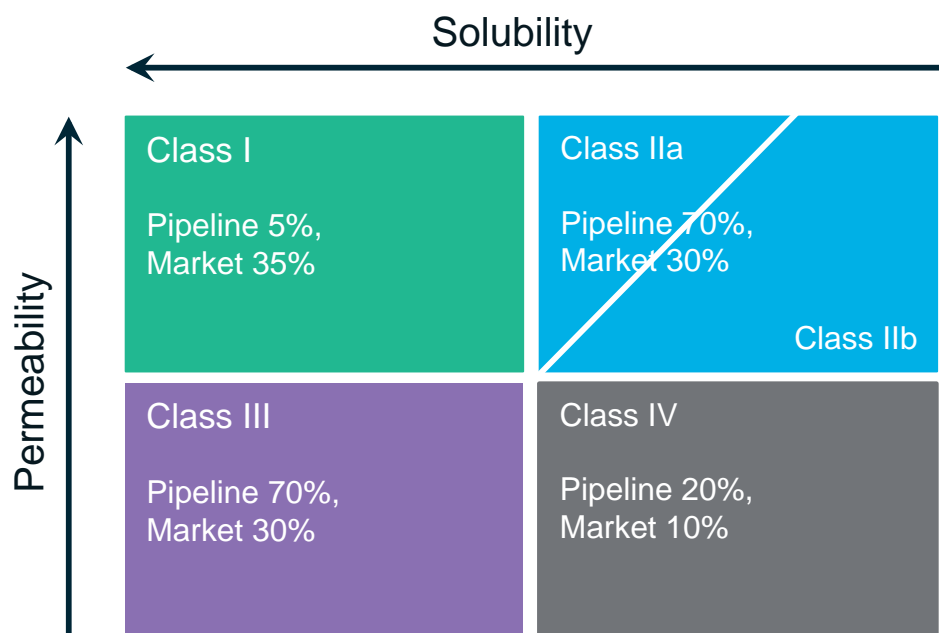 Solubility
Permeability
Class I
Pipeline 5%,
Market 35%
Class IIa
Pipeline 70%,
Market 30%
Class IIb
Class III
Pipeline 70%,
Market 30%
Class IV
Pipeline 20%,
Market 10%